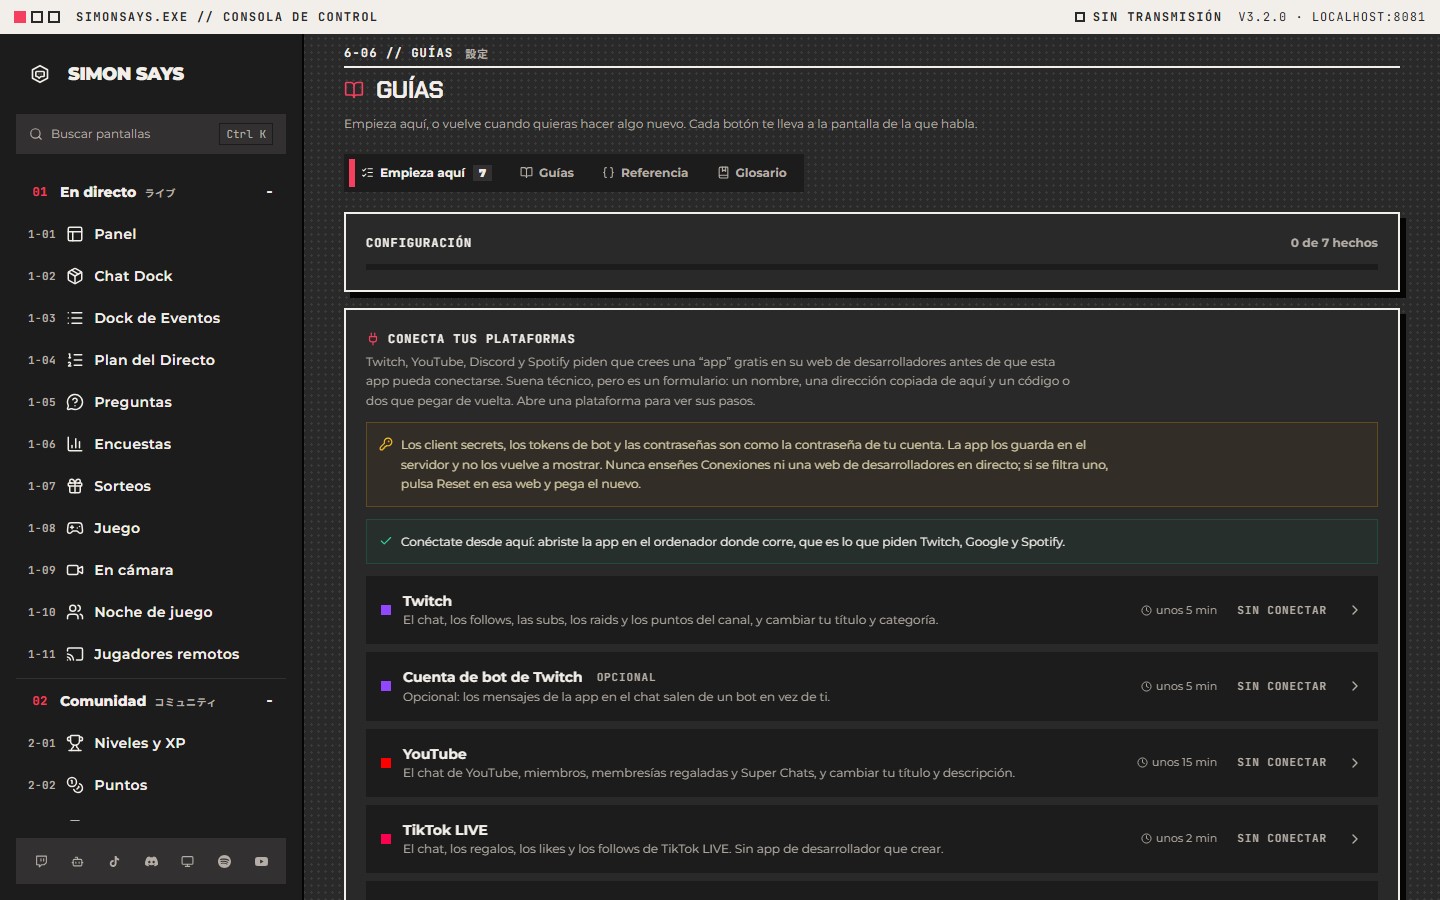 SIMONSAYS.EXE // CONSOLA DE CONTROL
SIN TRANSMISIÓN V3.2.0 · LOCALHOST:8081
SIMON SAYS
Buscar pantallas Ctrl K
01 En directo ライブ -
1-01 Panel
1-02 Chat Dock
1-03 Dock de Eventos
1-04 Plan del Directo
1-05 Preguntas
1-06 Encuestas
1-07 Sorteos
1-08 Juego
1-09 En cámara
1-10 Noche de juego
1-11 Jugadores remotos
02 Comunidad コミュニティ -
2-01 Niveles y XP
2-02 Puntos
6-06 // GUÍAS 設定
GUÍAS
Empieza aquí, o vuelve cuando quieras hacer algo nuevo. Cada botón te lleva a la pantalla de la que habla.
Empieza aquí 7 Guías Referencia Glosario
CONFIGURACIÓN 0 de 7 hechos
CONECTA TUS PLATAFORMAS
Twitch, YouTube, Discord y Spotify piden que crees una “app” gratis en su web de desarrolladores antes de que esta
app pueda conectarse. Suena técnico, pero es un formulario: un nombre, una dirección copiada de aquí y un código o
dos que pegar de vuelta. Abre una plataforma para ver sus pasos.
Los client secrets, los tokens de bot y las contraseñas son como la contraseña de tu cuenta. La app los guarda en el
servidor y no los vuelve a mostrar. Nunca enseñes Conexiones ni una web de desarrolladores en directo; si se filtra uno,
pulsa Reset en esa web y pega el nuevo.
Conéctate desde aquí: abriste la app en el ordenador donde corre, que es lo que piden Twitch, Google y Spotify.
Twitch
El chat, los follows, las subs, los raids y los puntos del canal, y cambiar tu título y categoría.
unos 5 min SIN CONECTAR
Cuenta de bot de Twitch OPCIONAL
Opcional: los mensajes de la app en el chat salen de un bot en vez de ti.
unos 5 min SIN CONECTAR
YouTube
El chat de YouTube, miembros, membresías regaladas y Super Chats, y cambiar tu título y descripción.
unos 15 min SIN CONECTAR
TikTok LIVE
El chat, los regalos, los likes y los follows de TikTok LIVE. Sin app de desarrollador que crear.
unos 2 min SIN CONECTAR